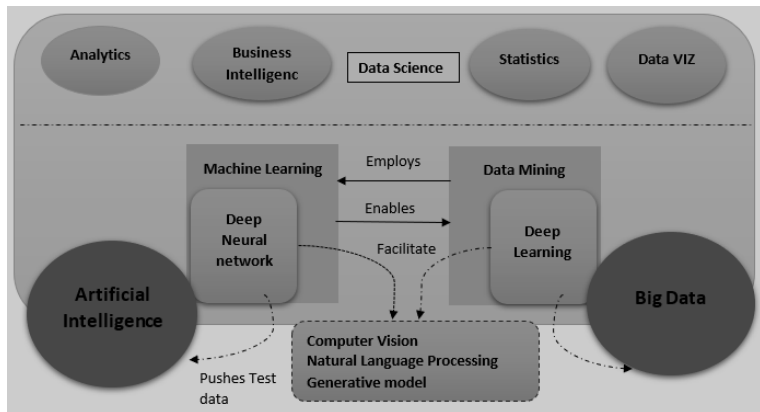 Analytics
Business
Intelligenc
Data Science
Statistics
Data VIZ
Machine Learning
Employs
Data Mining
Enables
Deep
Neural
network
Facilitate
Deep
Learning
Artificial
Intelligence
Big Data
Computer Vision
Natural Language Processing
Generative model
Pushes Test
data